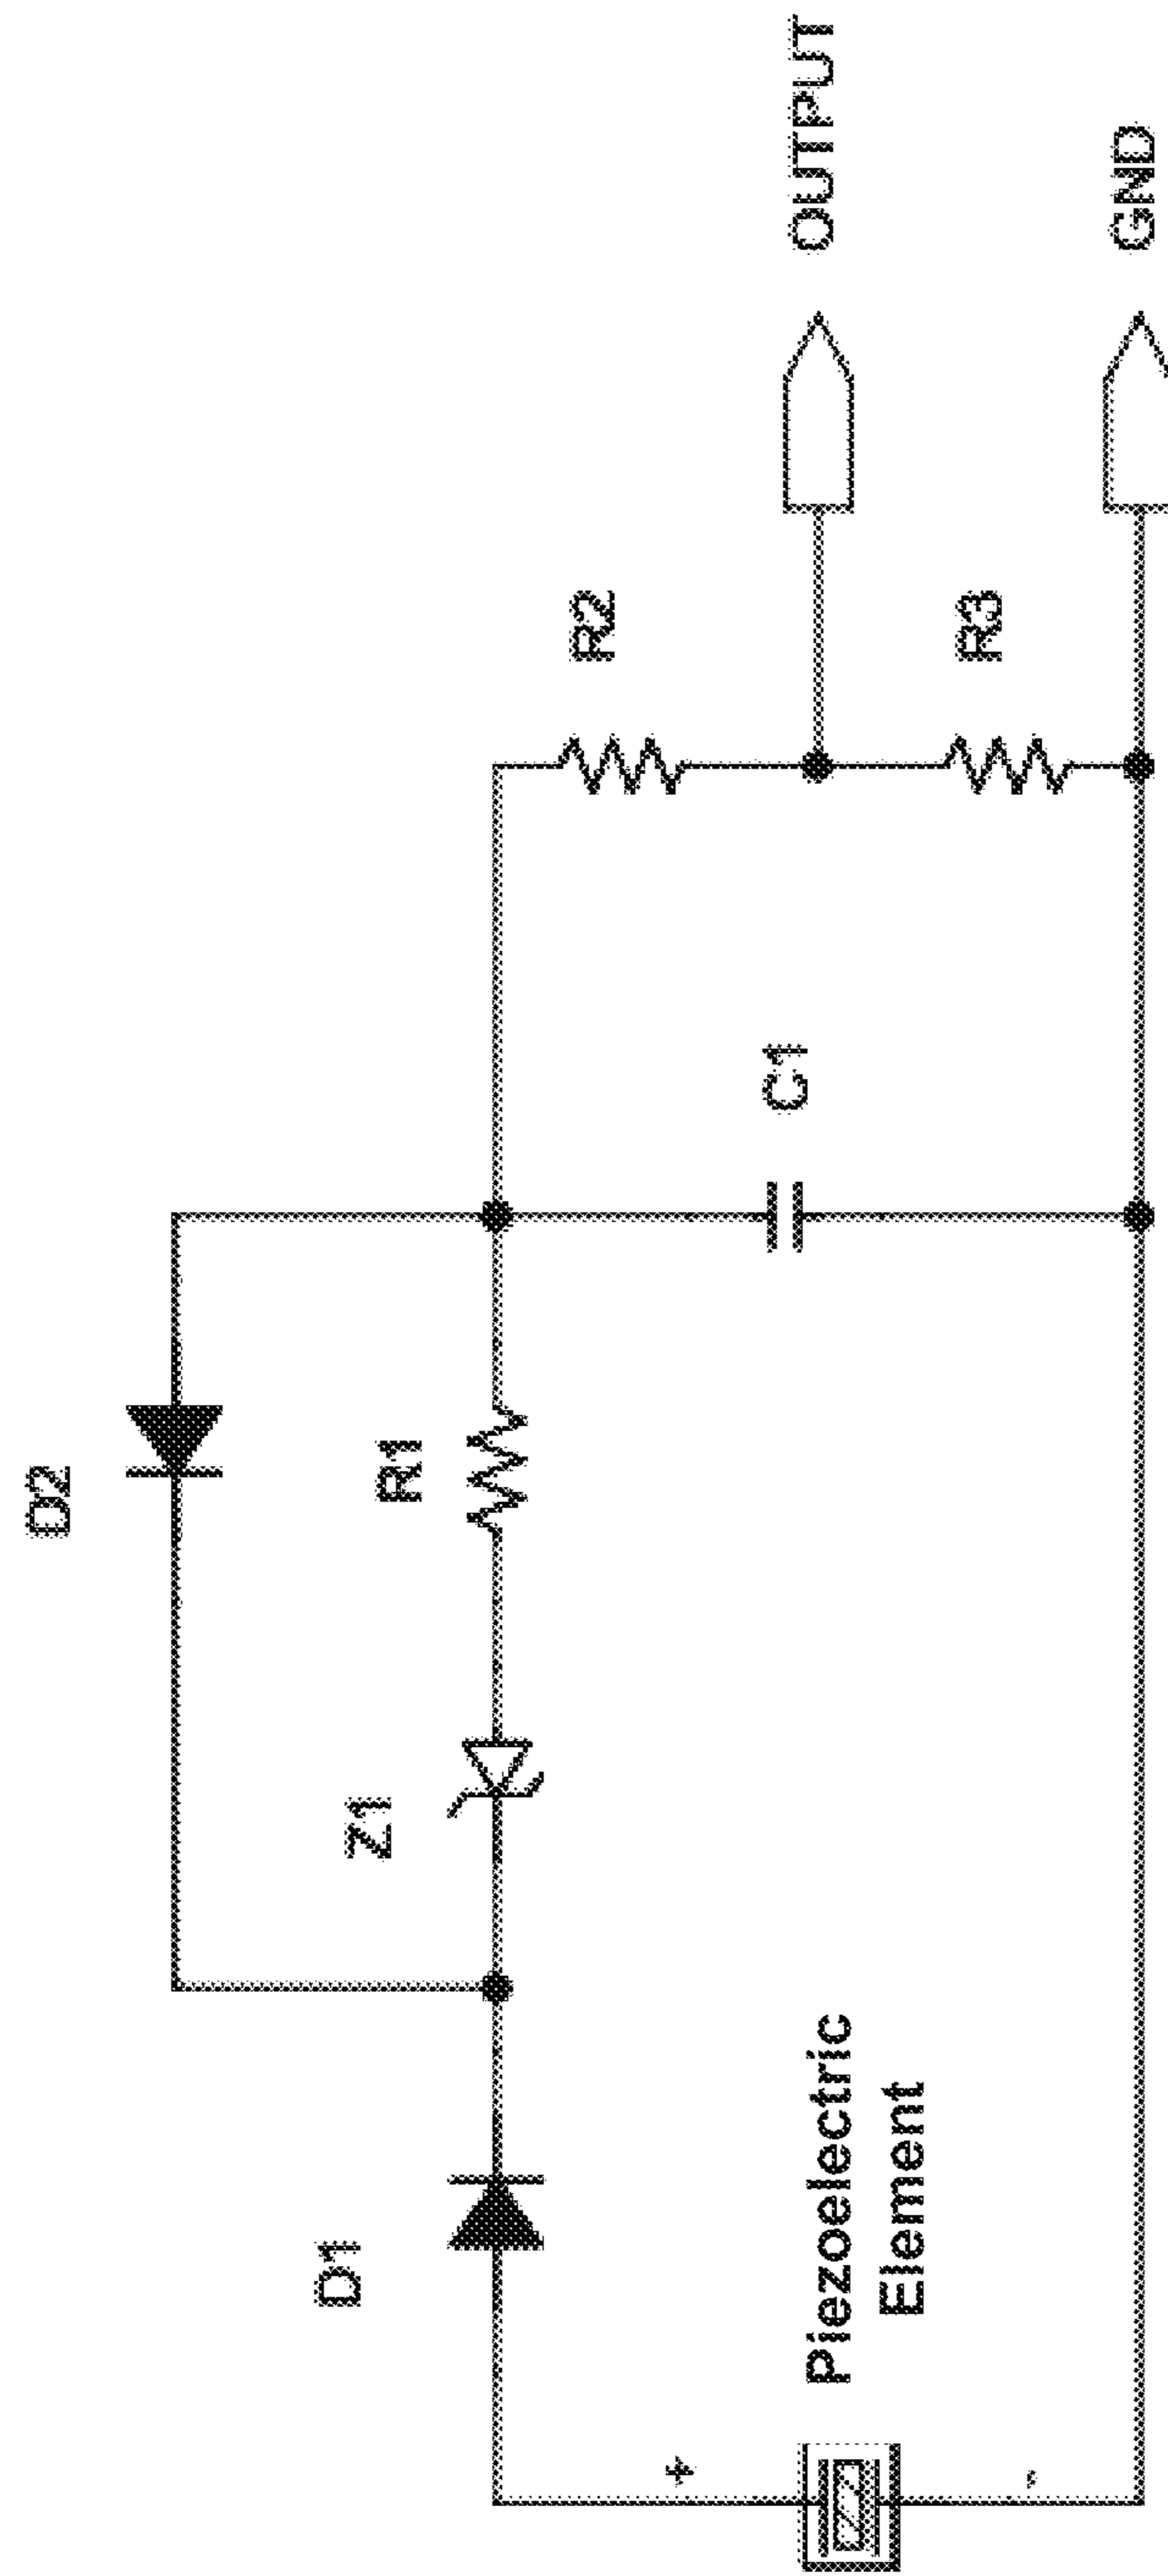 D2
D1
Z1
R1
R2
+
Piezoelectric
Element
C1
OUTPUT
R3
-
GND